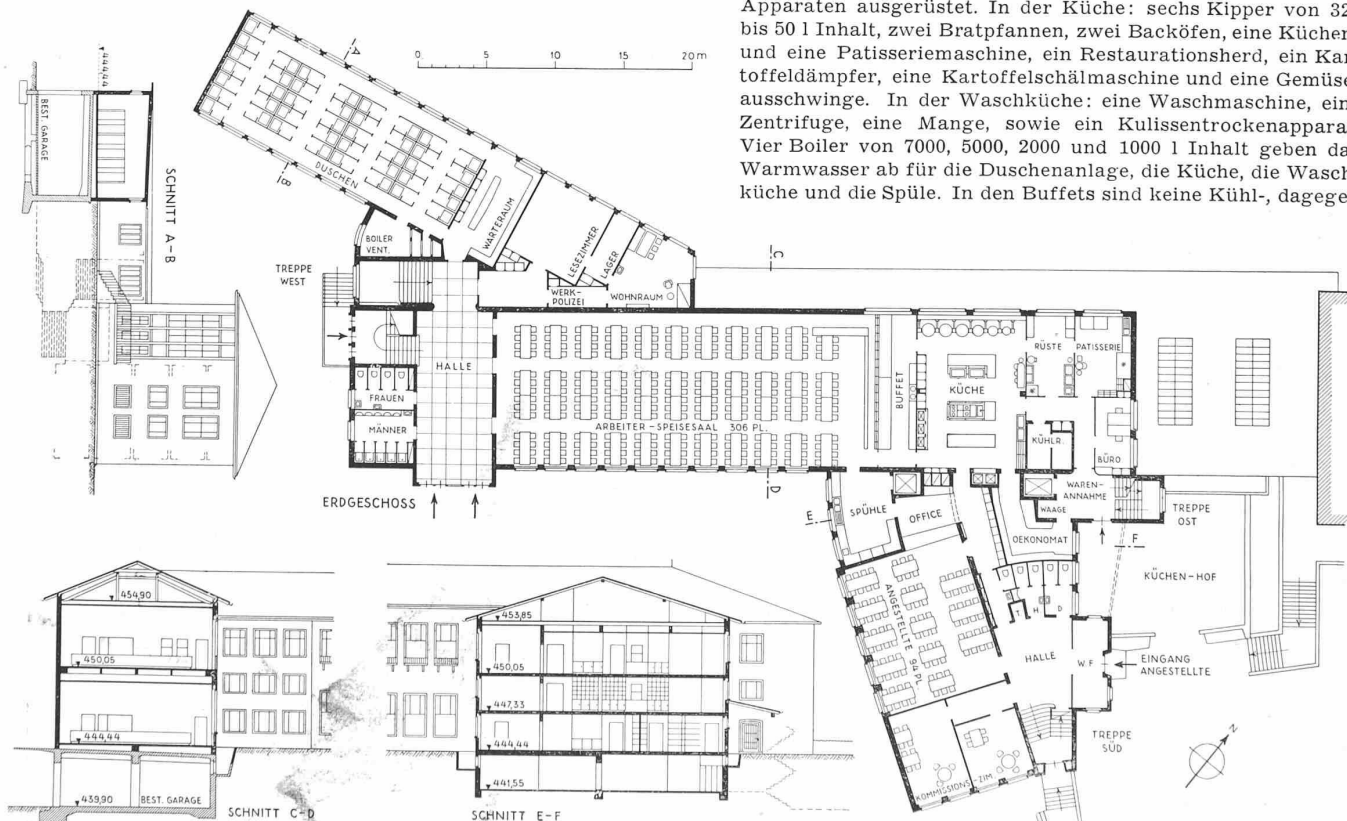 Apparaten ausgerüstet. In der Küche: sechs Kipper von 32
bis 50 l Inhalt, zwei Bratpfannen, zwei Backöfen, eine Küchen
und eine Patisseriemaschine, ein Restaurationsherd, ein Kar
toffeldämpfer, eine Kartoffelschälmaschine und eine Gemüse
ausschwinge. In der Waschküche: eine Waschmaschine, ein
Zentrifuge, eine Mange, sowie ein Kulissentrockenappara
Vier Boiler von 7000, 5000, 2000 und 1000 l Inhalt geben da
Warmwasser ab für die Duschenanlage, die Küche, die Wasch
küche und die Spüle. In den Buffets sind keine Kühl-, dagege
0 5 10 15 20 m
444,44
BEST. GARAGE
SCHNITT A-B
A
B
DUSCHEN
WARTERAUM
BOILER
VENT.
LESEZIMMER
LAGER
WERK-
POLIZEI
WOHNRAUM
TREPPE
WEST
HALLE
FRAUEN
MÄNNER
ERDGESCHOSS
ARBEITER-SPEISESAAL 306 PL.
C
D
BUFFET
KÜCHE
RÜSTE
PATISSERIE
KÜHLR.
BÜRO
WAREN-
ANNAHME
WAAGE
TREPPE
OST
E
SPÜHLE
OFFICE
OEKONOMAT
F
KÜCHEN-HOF
ANGESTELLTE 94 PL.
H
D
HALLE
W.F
EINGANG
ANGESTELLTE
TREPPE
SÜD
KOMMISSIONS-ZIM
N
454,90
450,05
444,44
439,90
BEST. GARAGE
SCHNITT C-D
453,85
450,05
447,33
444,44
441,55
SCHNITT E-F